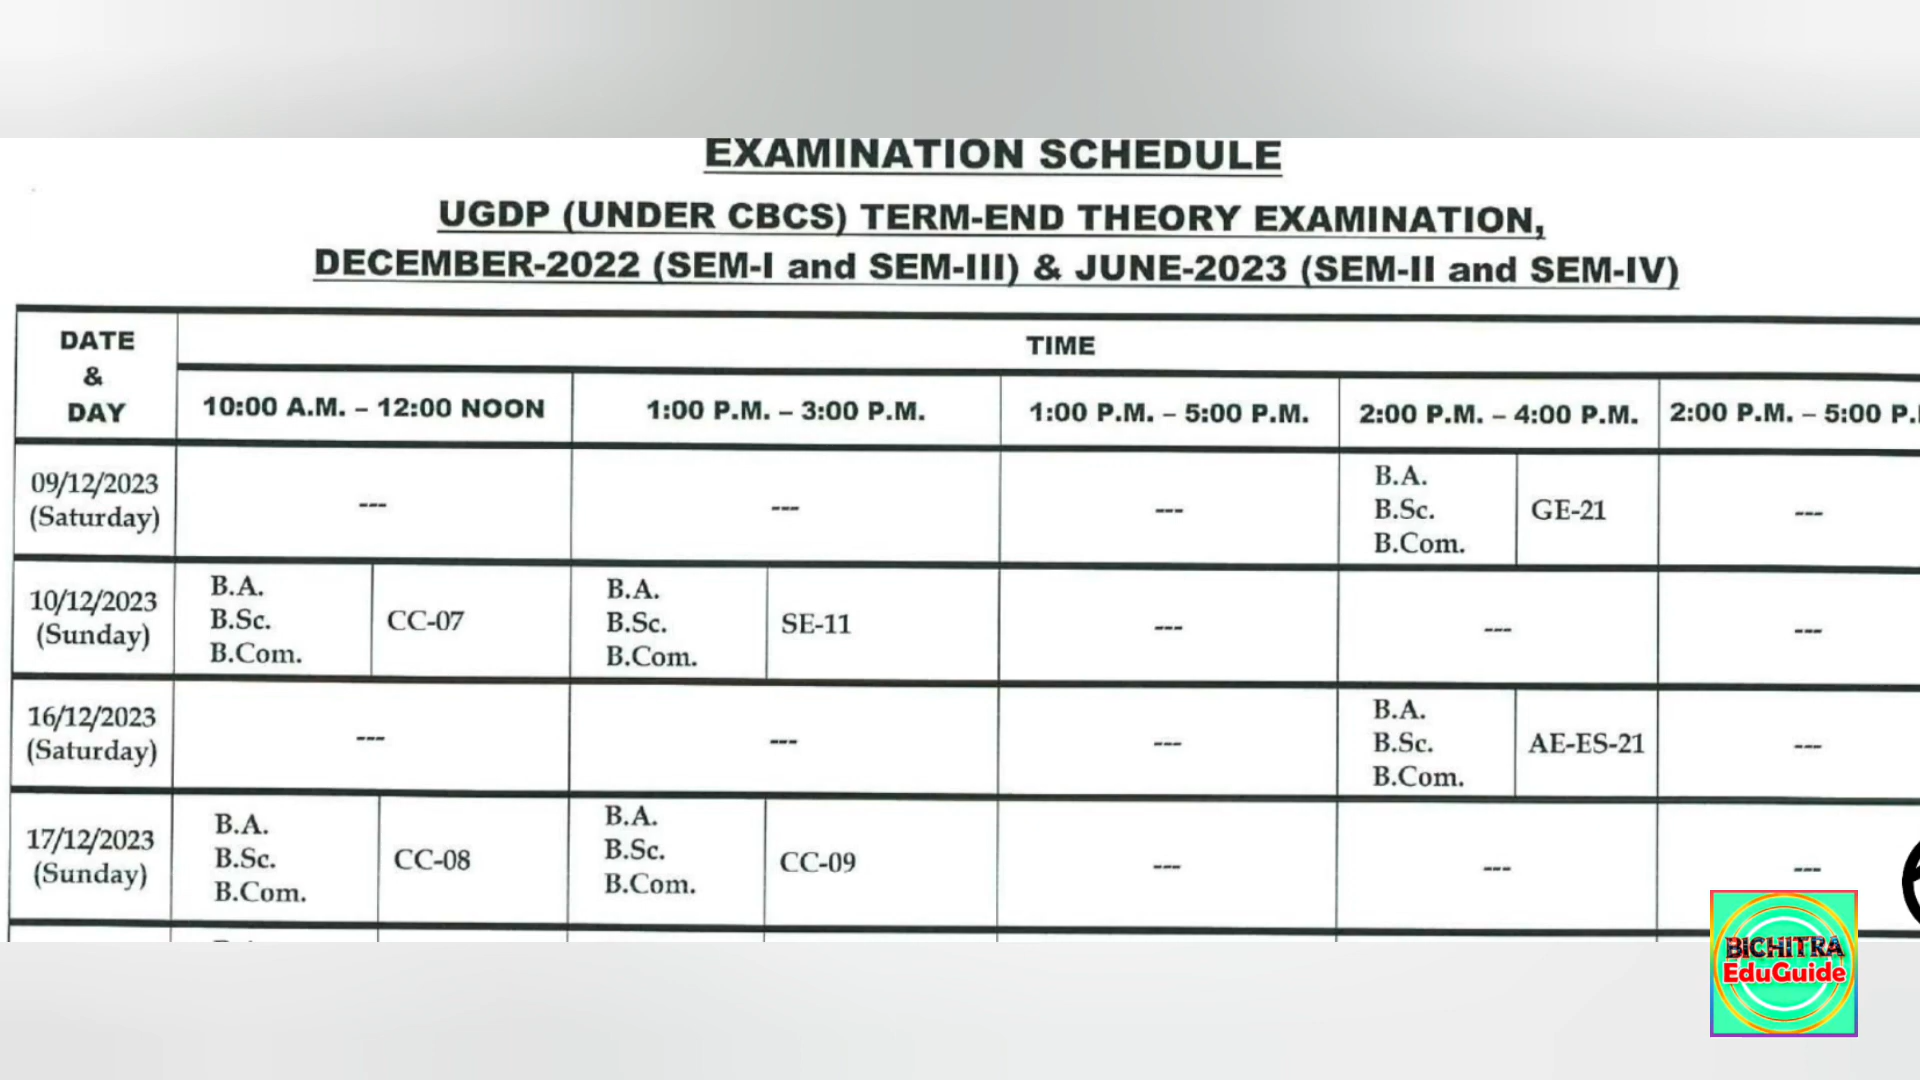 EXAMINATION SCHEDULE
UGDP (UNDER CBCS) TERM-END THEORY EXAMINATION,
DECEMBER-2022 (SEM-I and SEM-III) & JUNE-2023 (SEM-II and SEM-IV)
DATE
&
DAY
TIME
10:00 A.M. – 12:00 NOON
1:00 P.M. – 3:00 P.M.
1:00 P.M. – 5:00 P.M.
2:00 P.M. – 4:00 P.M.
2:00 P.M. – 5:00 P.
09/12/2023
(Saturday)
---
---
---
B.A.
B.Sc.
B.Com.
GE-21
---
10/12/2023
(Sunday)
B.A.
B.Sc.
B.Com.
CC-07
B.A.
B.Sc.
B.Com.
SE-11
---
---
---
16/12/2023
(Saturday)
---
---
---
B.A.
B.Sc.
B.Com.
AE-ES-21
---
17/12/2023
(Sunday)
B.A.
B.Sc.
B.Com.
CC-08
B.A.
B.Sc.
B.Com.
CC-09
---
---
---
BICHITRA
EduGuide